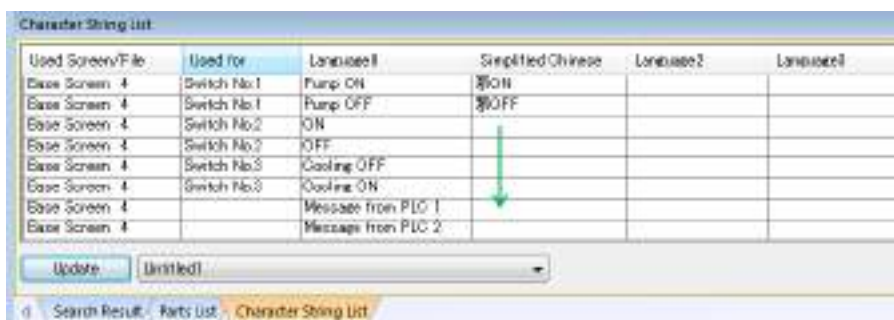 Character String List
Used Screen/File Used for Language1 Simplified Chinese Language2 Language3
Base Screen 4 Switch No.1 Pump ON ON
Base Screen 4 Switch No.1 Pump OFF OFF
Base Screen 4 Switch No.2 ON
Base Screen 4 Switch No.2 OFF
Base Screen 4 Switch No.3 Cooling OFF
Base Screen 4 Switch No.3 Cooling ON
Base Screen 4 Message from PLC 1
Base Screen 4 Message from PLC 2
Update Untitled1
Search Result Parts List Character String List